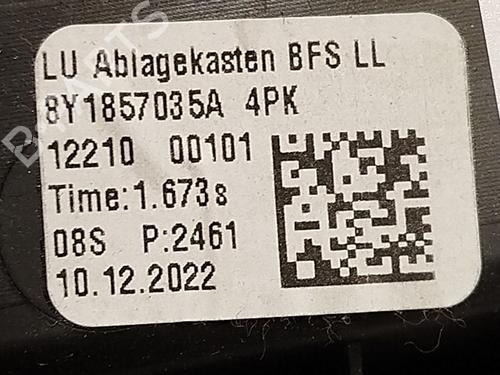 LU Ablagekasten BFS LL
8Y1857035A 4PK
12210 00101
Time:1.673s
08S P:2461
10.12.2022